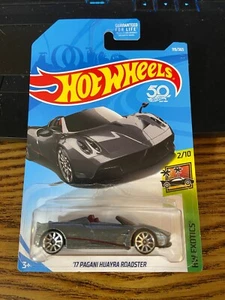 GUARANTEED
FOR LIFE
HOT WHEELS
50
2/10
HW EXOTICS
'17 PAGANI HUAYRA ROADSTER
3+